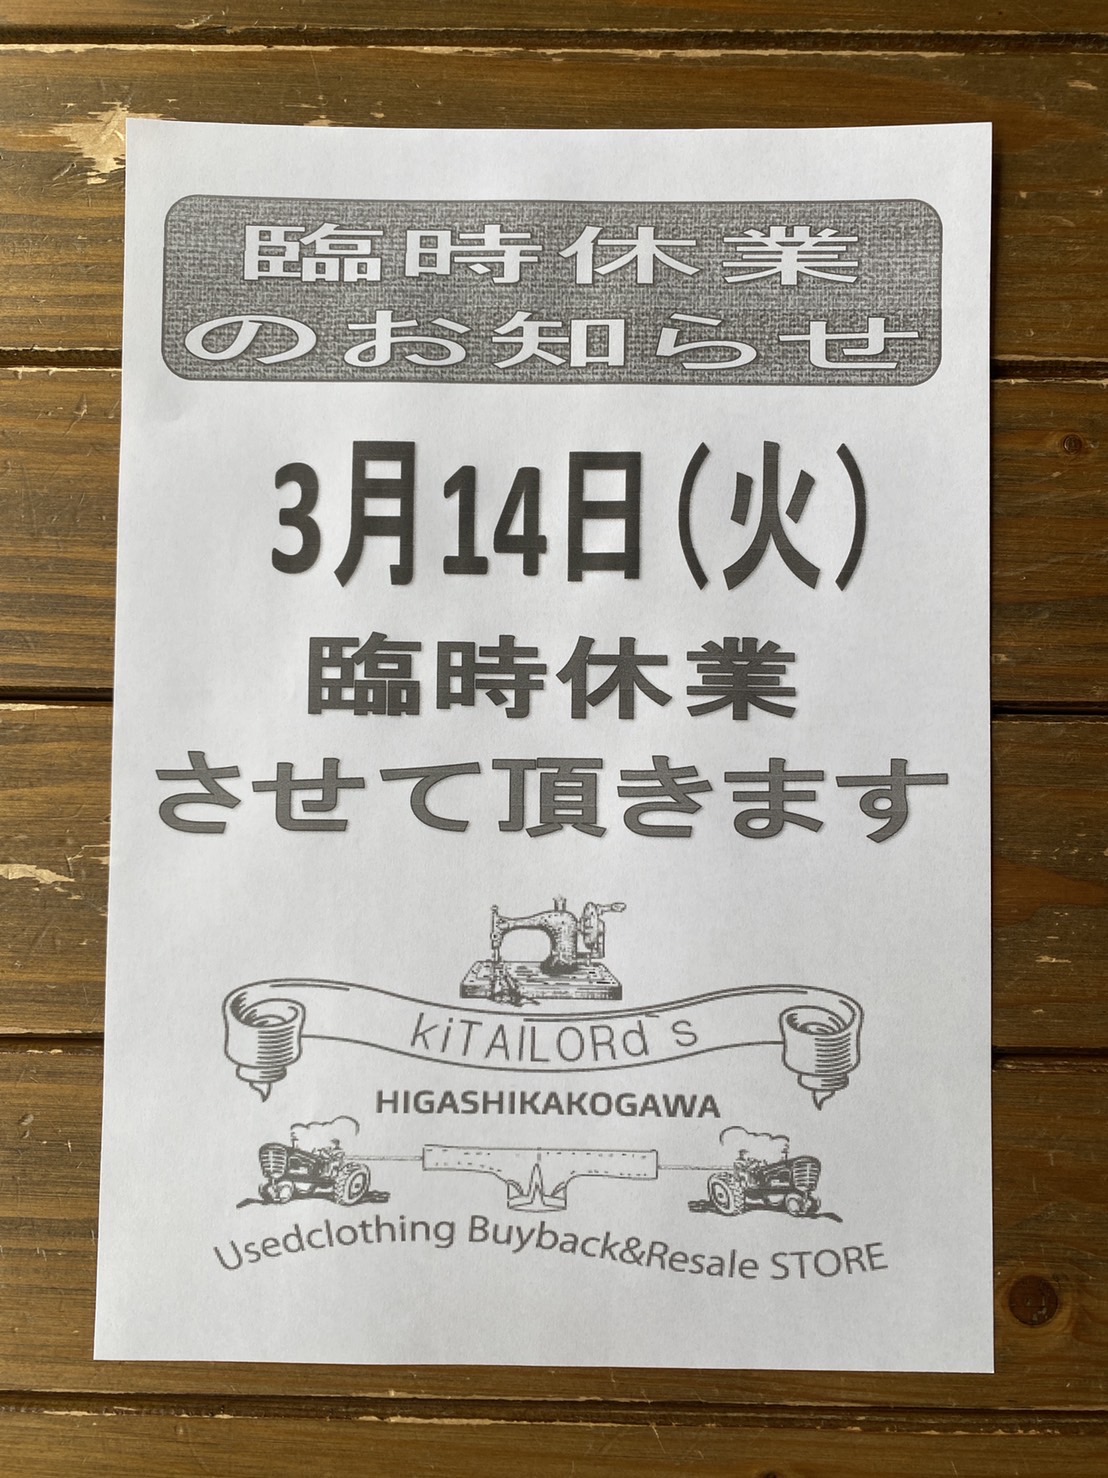 臨時休業
のお知らせ
3月14日(火)
臨時休業
させて頂きます
kiTAILORd`s
HIGASHIKAKOGAWA
Usedclothing Buyback&Resale STORE